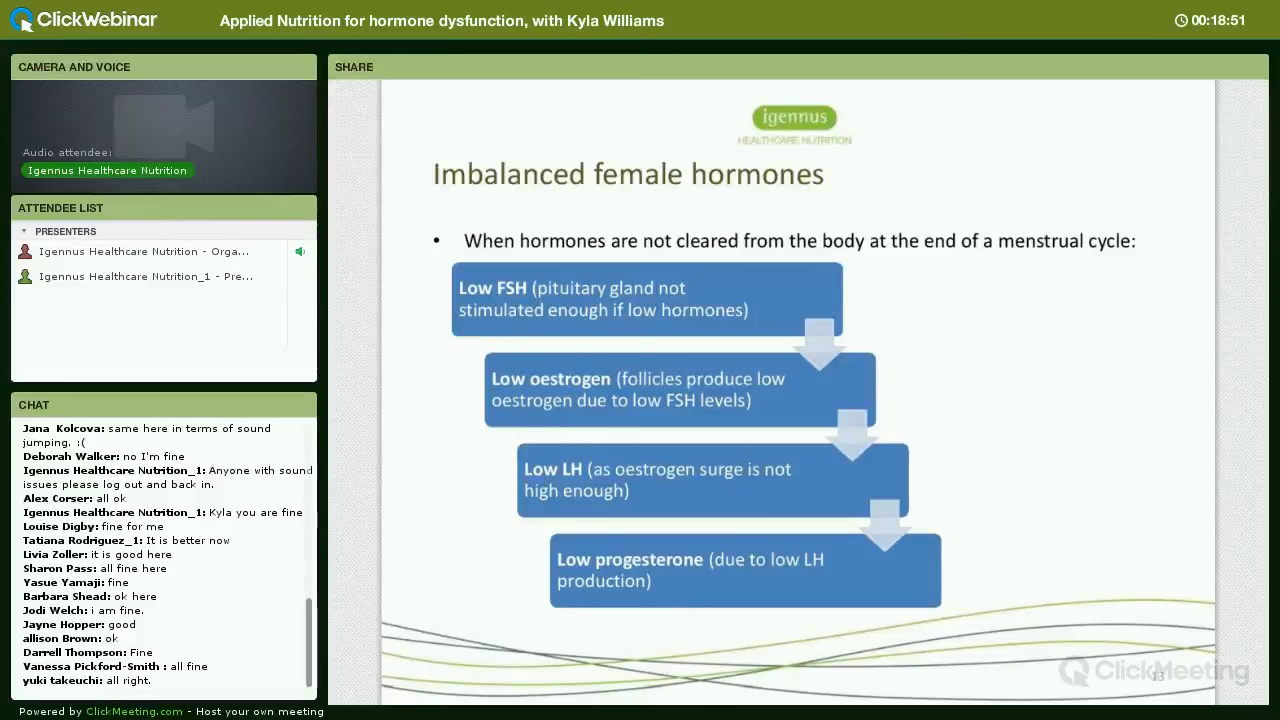 ClickWebinar
Applied Nutrition for hormone dysfunction, with Kyla Williams
00:18:51
CAMERA AND VOICE
Audio attendee:
Igennus Healthcare Nutrition
ATTENDEE LIST
PRESENTERS
Igennus Healthcare Nutrition - Orga...
Igennus Healthcare Nutrition_1 - Pre...
CHAT
Jana Kolcova: same here in terms of sound
jumping. :(
Deborah Walker: no I'm fine
Igennus Healthcare Nutrition_1: Anyone with sound
issues please log out and back in.
Alex Corser: all ok
Igennus Healthcare Nutrition_1: Kyla you are fine
Louise Digby: fine for me
Tatiana Rodriguez_1: It is better now
Livia Zoller: it is good here
Sharon Pass: all fine here
Yasue Yamaji: fine
Barbara Shead: ok here
Jodi Welch: i am fine.
Jayne Hopper: good
allison Brown: ok
Darrell Thompson: Fine
Vanessa Pickford-Smith : all fine
yuki takeuchi: all right.
SHARE
igennus
HEALTHCARE NUTRITION
Imbalanced female hormones
• When hormones are not cleared from the body at the end of a menstrual cycle:
Low FSH (pituitary gland not
stimulated enough if low hormones)
Low oestrogen (follicles produce low
oestrogen due to low FSH levels)
Low LH (as oestrogen surge is not
high enough)
Low progesterone (due to low LH
production)
ClickMeeting
13
Powered by ClickMeeting.com - Host your own meeting